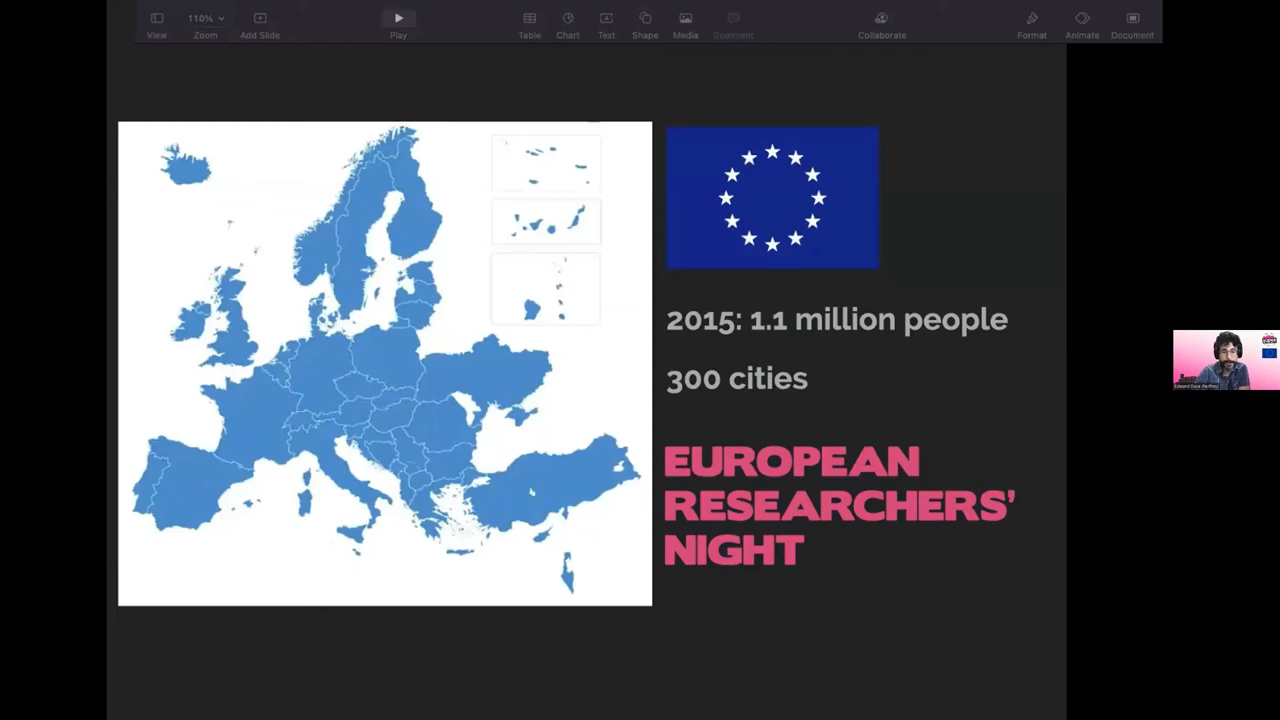 110%
View
Zoom
Add Slide
Play
Table
Chart
Text
Shape
Media
Comment
Collaborate
Format
Animate
Document
2015: 1.1 million people
300 cities
EUROPEAN
RESEARCHERS’
NIGHT